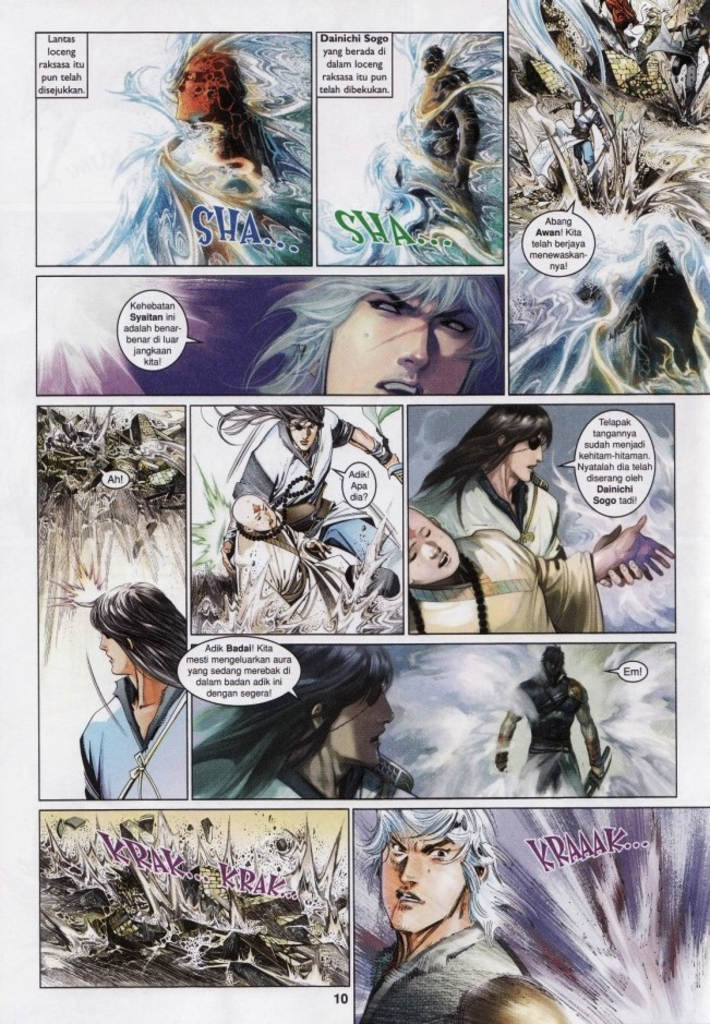 Lantas
loceng
raksasa itu
pun telah
disejukkan.
Dainichi Sogo
yang berada di
dalam loceng
raksasa itu pun
telah dibekukan.
SHA...
SHA...
Abang
Awan! Kita
telah berjaya
menewaskan-
nya!
Kehebatan
Syaitan ini
adalah benar-
benar di luar
jangkaan
kita!
Ah!
Adik!
Apa
dia?
Telapak
tangannya
sudah menjadi
kehitam-hitaman.
Nyatalah dia telah
diserang oleh
Dainichi
Sogo tadi!
Adik Badai! Kita
mesti mengeluarkan aura
yang sedang merebak di
dalam badan adik ini
dengan segera!
Em!
KRAK... KRAK...
KRAAAK...
10